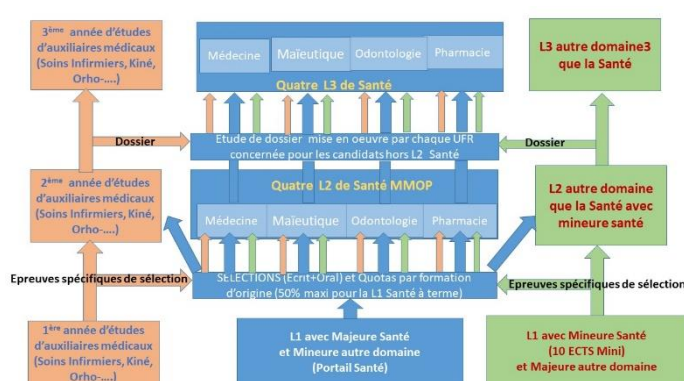 3ème année d'études
d'auxiliaires médicaux
(Soins Infirmiers, Kiné,
Orho-....)
Médecine
Maïeutique
Odontologie
Pharmacie
Quatre L3 de Santé
L3 autre domaine3
que la Santé
Dossier
Etude de dossier mise en oeuvre par chaque UFR
concernée pour les candidats hors L2 Santé
Dossier
2ème année d'études
d'auxiliaires médicaux
(Soins Infirmiers, Kiné,
Orho-....)
Quatre L2 de Santé MMOP
Médecine
Maïeutique
Odontologie
Pharmacie
L2 autre domaine
que la Santé avec
mineure santé
Epreuves spécifiques de sélection
SELECTIONS (Ecrit+Oral) et Quotas par formation
d'origine (50% maxi pour la L1 Santé à terme)
Epreuves spécifiques de sélection
1ère année d'études
d'auxiliaires médicaux
(Soins Infirmiers, Kiné,
Orho-....)
L1 avec Majeure Santé
et Mineure autre domaine
(Portail Santé)
L1 avec Mineure Santé
(10 ECTS Mini)
et Majeure autre domaine